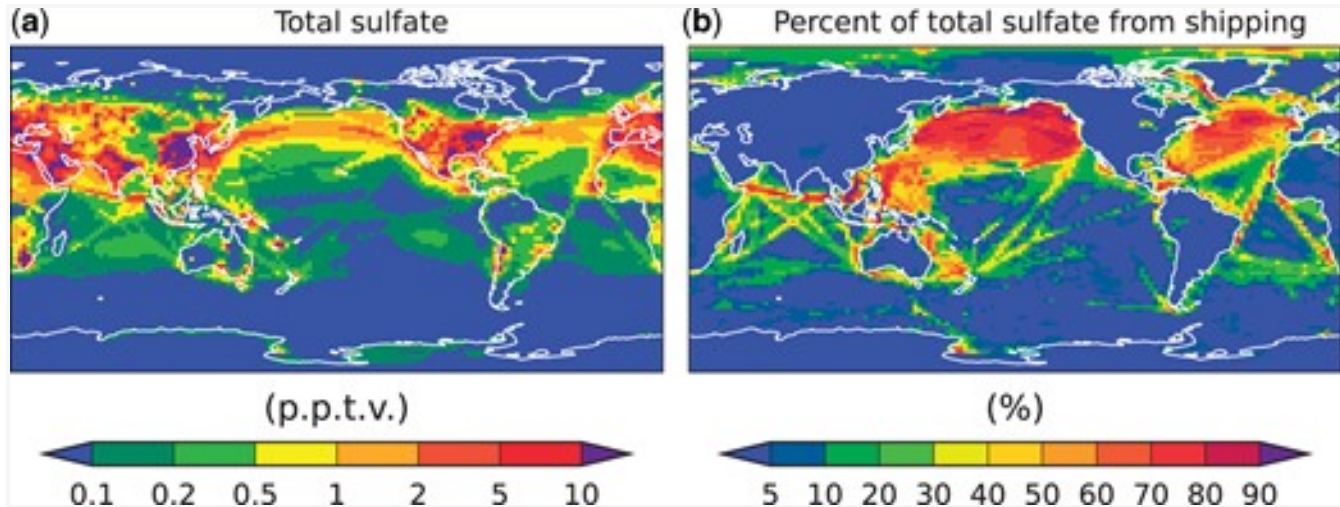 (a) Total sulfate
(b) Percent of total sulfate from shipping
(p.p.t.v.)
0.1 0.2 0.5 1 2 5 10
(%)
5 10 20 30 40 50 60 70 80 90